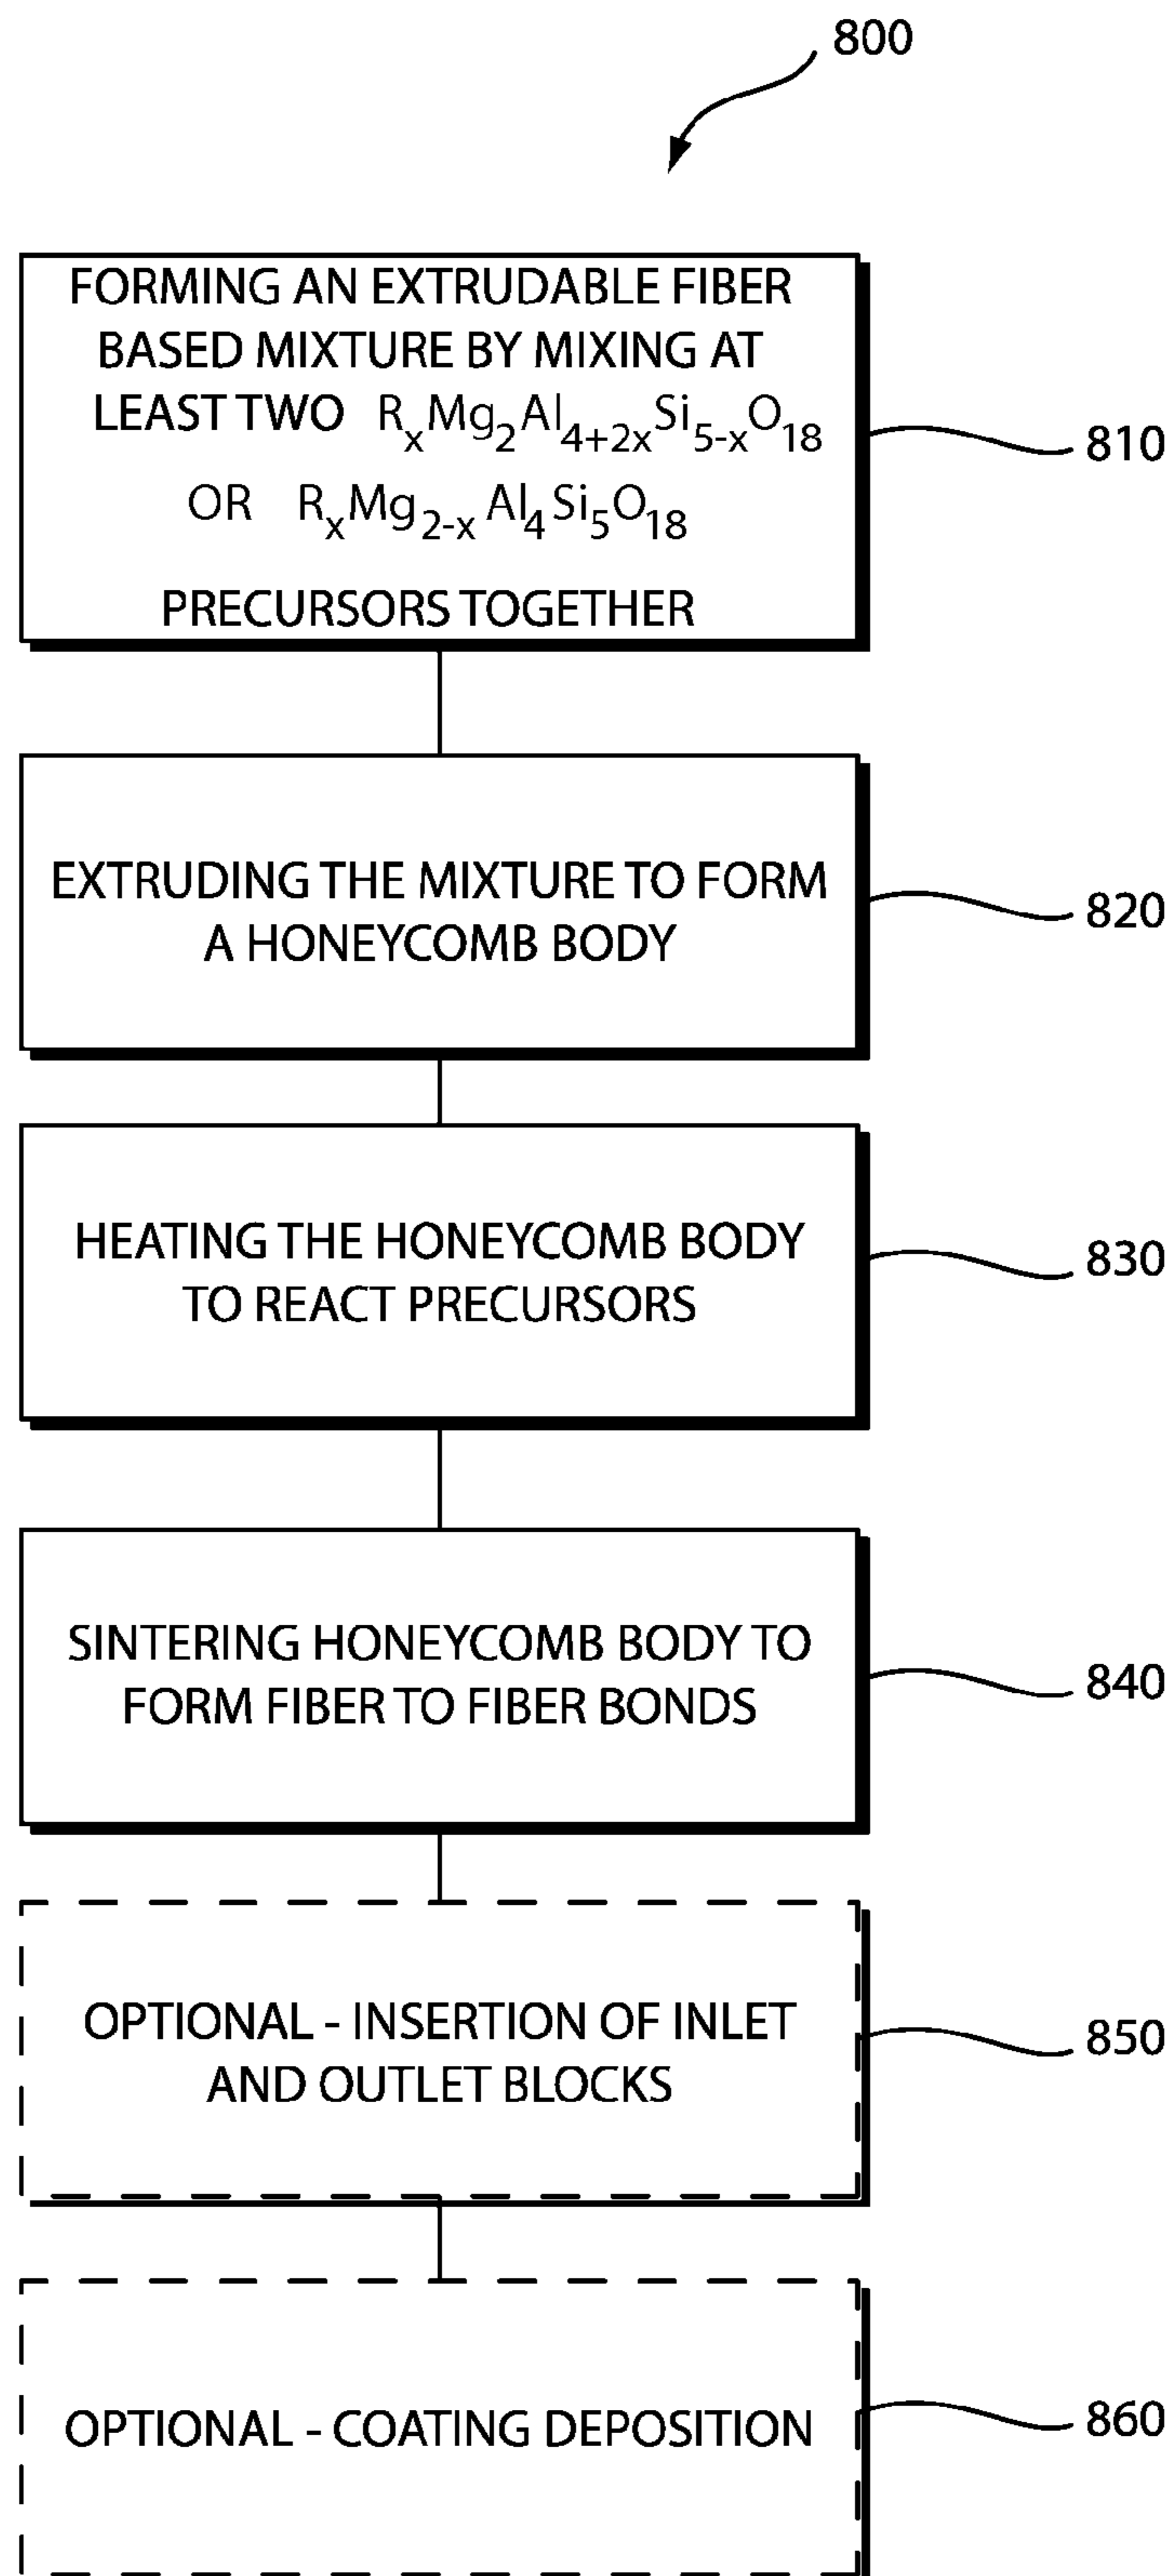 800
FORMING AN EXTRUDABLE FIBER
BASED MIXTURE BY MIXING AT
LEAST TWO RₓMg₂Al₄₊₂ₓSi₅₋ₓO₁₈
OR RₓMg₂₋ₓAl₄Si₅O₁₈
PRECURSORS TOGETHER
810
EXTRUDING THE MIXTURE TO FORM
A HONEYCOMB BODY
820
HEATING THE HONEYCOMB BODY
TO REACT PRECURSORS
830
SINTERING HONEYCOMB BODY TO
FORM FIBER TO FIBER BONDS
840
OPTIONAL - INSERTION OF INLET
AND OUTLET BLOCKS
850
OPTIONAL - COATING DEPOSITION
860